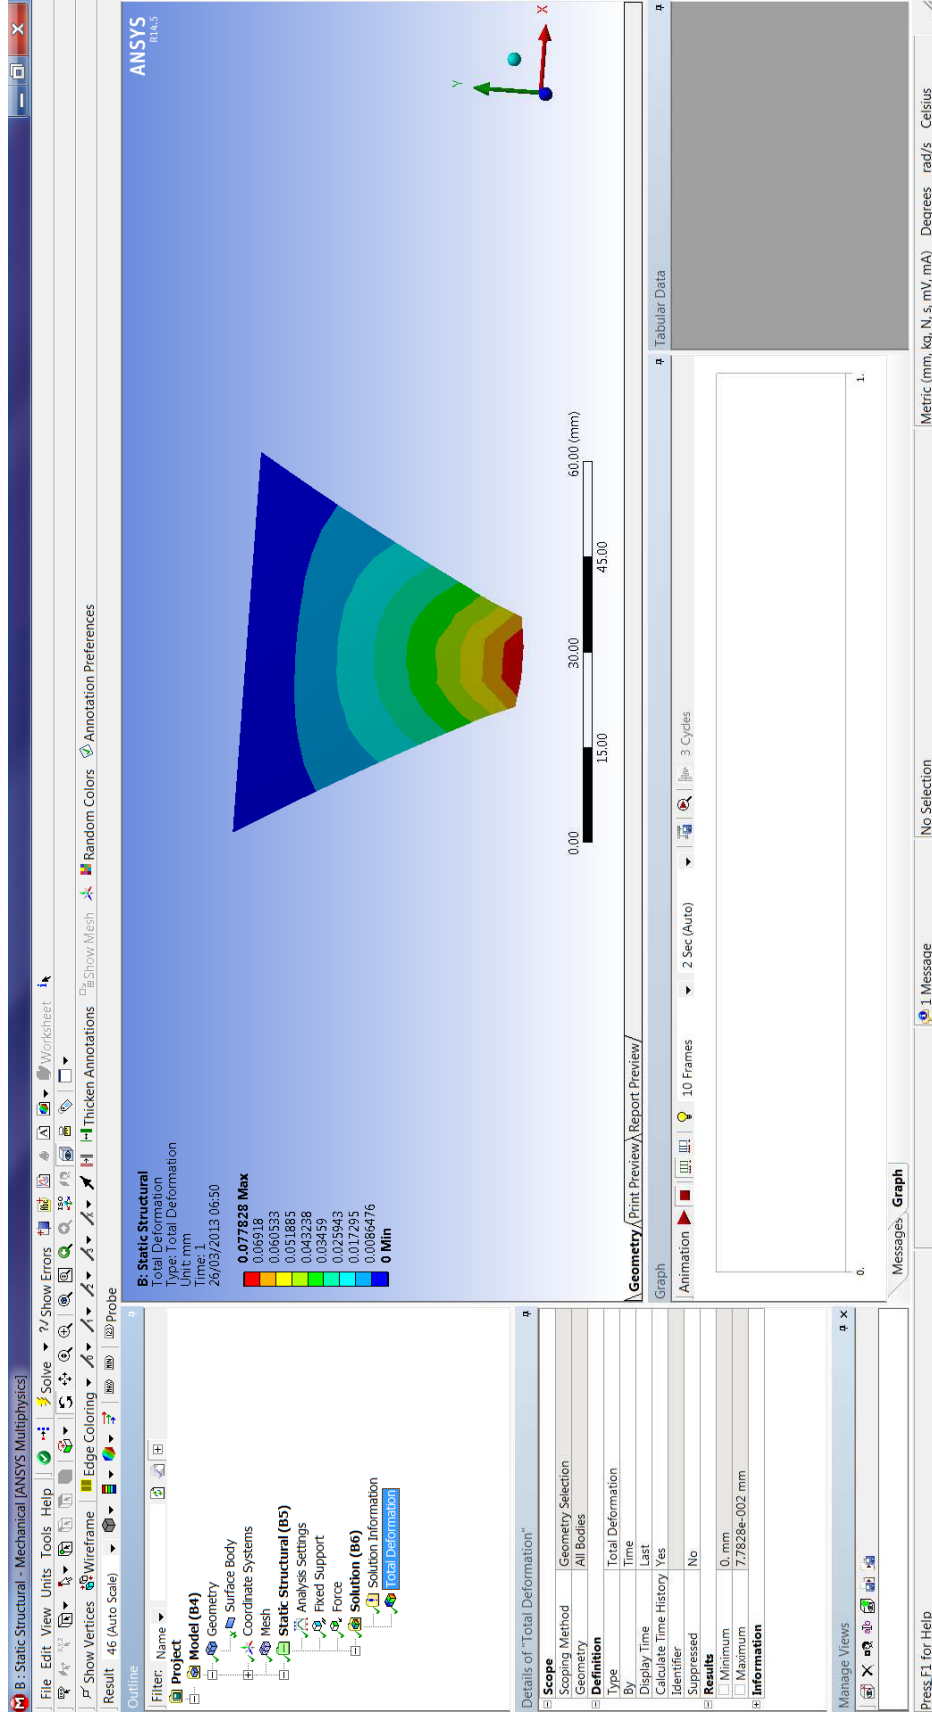 B : Static Structural - Mechanical [ANSYS Multiphysics]
File Edit View Units Tools Help
Solve
?/ Show Errors
Worksheet
Show Vertices
Wireframe
Edge Coloring
Thicken Annotations
Show Mesh
Random Colors
Annotation Preferences
Result 46 (Auto Scale)
Probe
Outline
Filter: Name
Project
Model (B4)
Geometry
Surface Body
Coordinate Systems
Mesh
Static Structural (B5)
Analysis Settings
Fixed Support
Force
Solution (B6)
Solution Information
Total Deformation
Details of "Total Deformation"
Scope
Scoping Method Geometry Selection
Geometry All Bodies
Definition
Type Total Deformation
By Time
Display Time Last
Calculate Time History Yes
Identifier
Suppressed No
Results
Minimum 0. mm
Maximum 7.7828e-002 mm
Information
Manage Views
Press F1 for Help
B: Static Structural
Total Deformation
Type: Total Deformation
Unit: mm
Time: 1
26/03/2013 06:50
0.077828 Max
0.06918
0.060533
0.051885
0.043238
0.03459
0.025943
0.017295
0.0086476
0 Min
ANSYS
R14.5
Y
X
0.00
15.00
30.00
45.00
60.00 (mm)
Geometry Print Preview Report Preview
Graph
Animation
10 Frames
2 Sec (Auto)
3 Cycles
0.
1.
Messages Graph
Tabular Data
1 Message
No Selection
Metric (mm, kg, N, s, mV, mA) Degrees rad/s Celsius